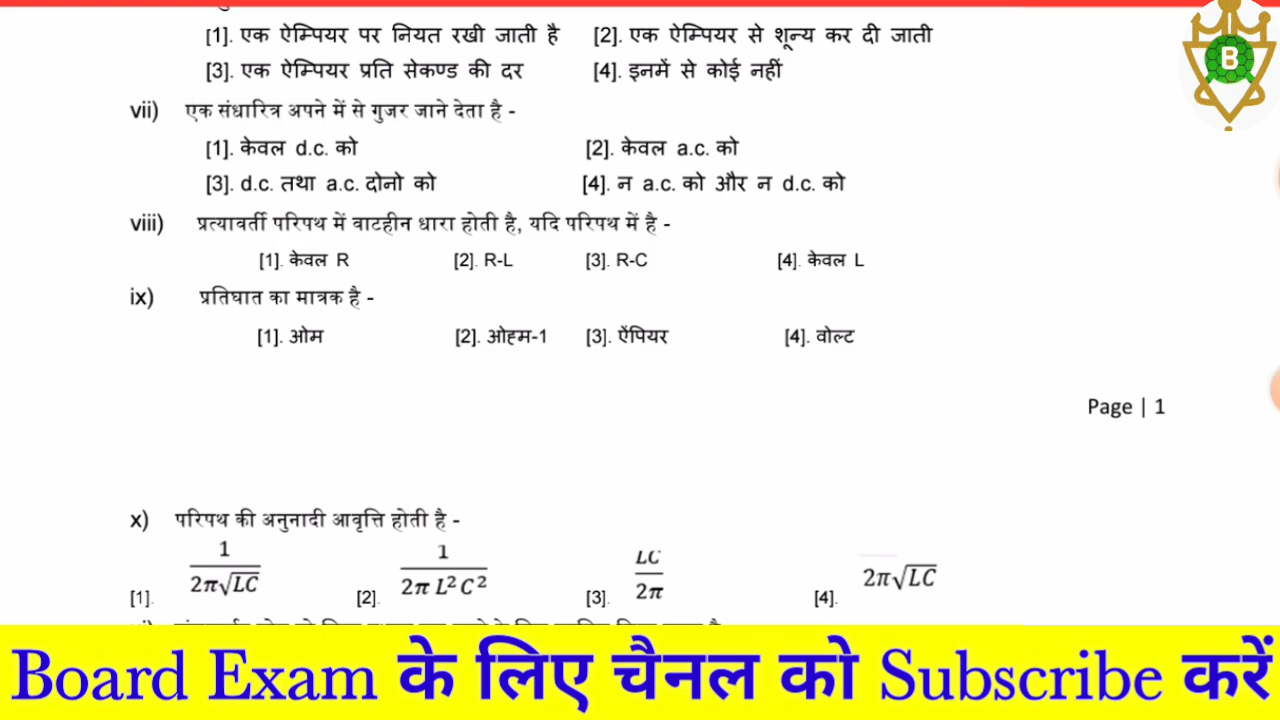 [1]. एक ऐम्पियर पर नियत रखी जाती है [2]. एक ऐम्पियर से शून्य कर दी जाती
[3]. एक ऐम्पियर प्रति सेकण्ड की दर [4]. इनमें से कोई नहीं
vii) एक संधारित्र अपने में से गुजर जाने देता है -
[1]. केवल d.c. को [2]. केवल a.c. को
[3]. d.c. तथा a.c. दोनो को [4]. न a.c. को और न d.c. को
viii) प्रत्यावर्ती परिपथ में वाटहीन धारा होती है, यदि परिपथ में है -
[1]. केवल R [2]. R-L [3]. R-C [4]. केवल L
ix) प्रतिघात का मात्रक है -
[1]. ओम [2]. ओह्म-1 [3]. ऐंपियर [4]. वोल्ट
Page | 1
x) परिपथ की अनुनादी आवृत्ति होती है -
[1]. 1/2π√LC [2]. 1/2π L²C² [3]. LC/2π [4]. 2π√LC
Board Exam के लिए चैनल को Subscribe करें
B